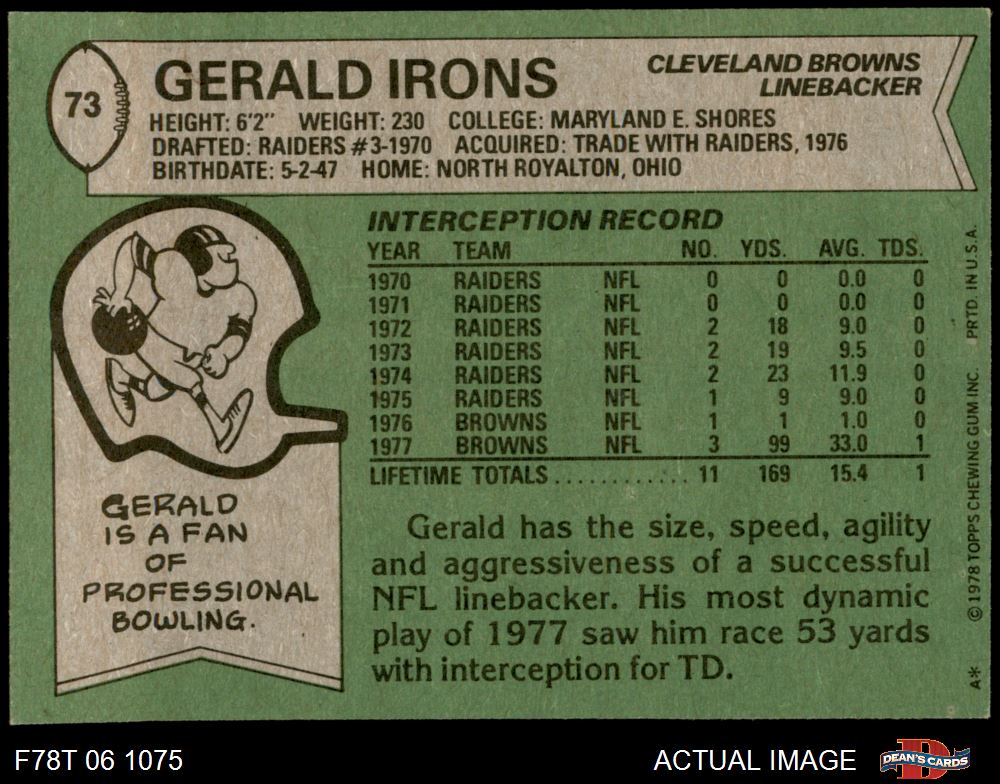 73
GERALD IRONS
CLEVELAND BROWNS
LINEBACKER
HEIGHT: 6'2" WEIGHT: 230 COLLEGE: MARYLAND E. SHORES
DRAFTED: RAIDERS #3-1970 ACQUIRED: TRADE WITH RAIDERS, 1976
BIRTHDATE: 5-2-47 HOME: NORTH ROYALTON, OHIO
INTERCEPTION RECORD
YEAR TEAM NO. YDS. AVG. TDS.
1970 RAIDERS NFL 0 0 0.0 0
1971 RAIDERS NFL 0 0 0.0 0
1972 RAIDERS NFL 2 18 9.0 0
1973 RAIDERS NFL 2 19 9.5 0
1974 RAIDERS NFL 2 23 11.9 0
1975 RAIDERS NFL 1 9 9.0 0
1976 BROWNS NFL 1 1 1.0 0
1977 BROWNS NFL 3 99 33.0 1
LIFETIME TOTALS ............ 11 169 15.4 1
GERALD
IS A FAN
OF
PROFESSIONAL
BOWLING.
Gerald has the size, speed, agility
and aggressiveness of a successful
NFL linebacker. His most dynamic
play of 1977 saw him race 53 yards
with interception for TD.
A* © 1978 TOPPS CHEWING GUM INC. PRTD. IN U.S.A.
F78T 06 1075
ACTUAL IMAGE
D
DEAN'S CARDS